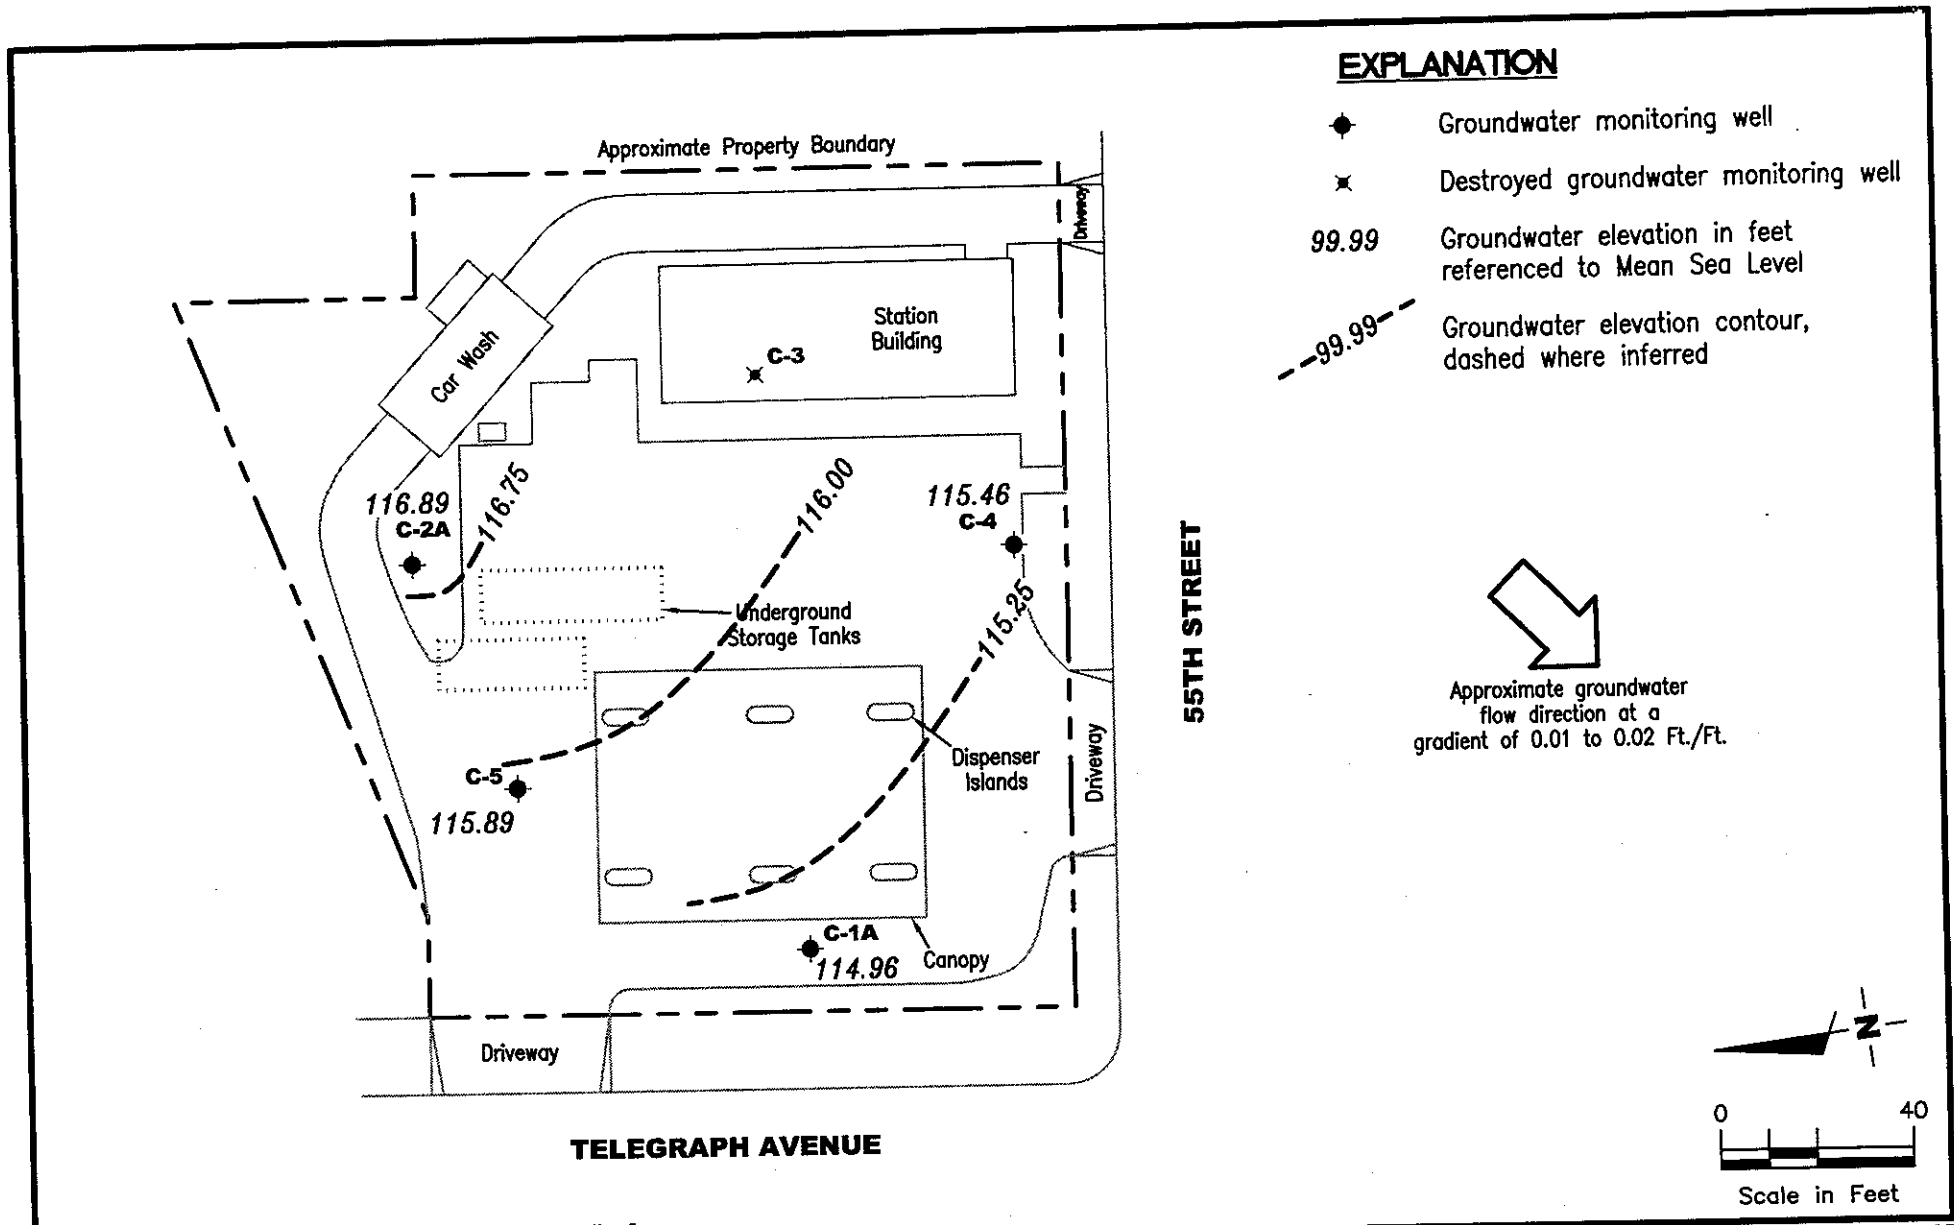 EXPLANATION
Groundwater monitoring well
Destroyed groundwater monitoring well
99.99
Groundwater elevation in feet
referenced to Mean Sea Level
99.99
Groundwater elevation contour,
dashed where inferred
Approximate Property Boundary
Driveway
Station
Building
Car Wash
C-3
116.89
C-2A
116.75
116.00
115.46
C-4
115.25
Underground
Storage Tanks
55TH STREET
Approximate groundwater
flow direction at a
gradient of 0.01 to 0.02 Ft./Ft.
C-5
115.89
Dispenser
Islands
Driveway
C-1A
114.96
Canopy
Driveway
TELEGRAPH AVENUE
N
0 40
Scale in Feet